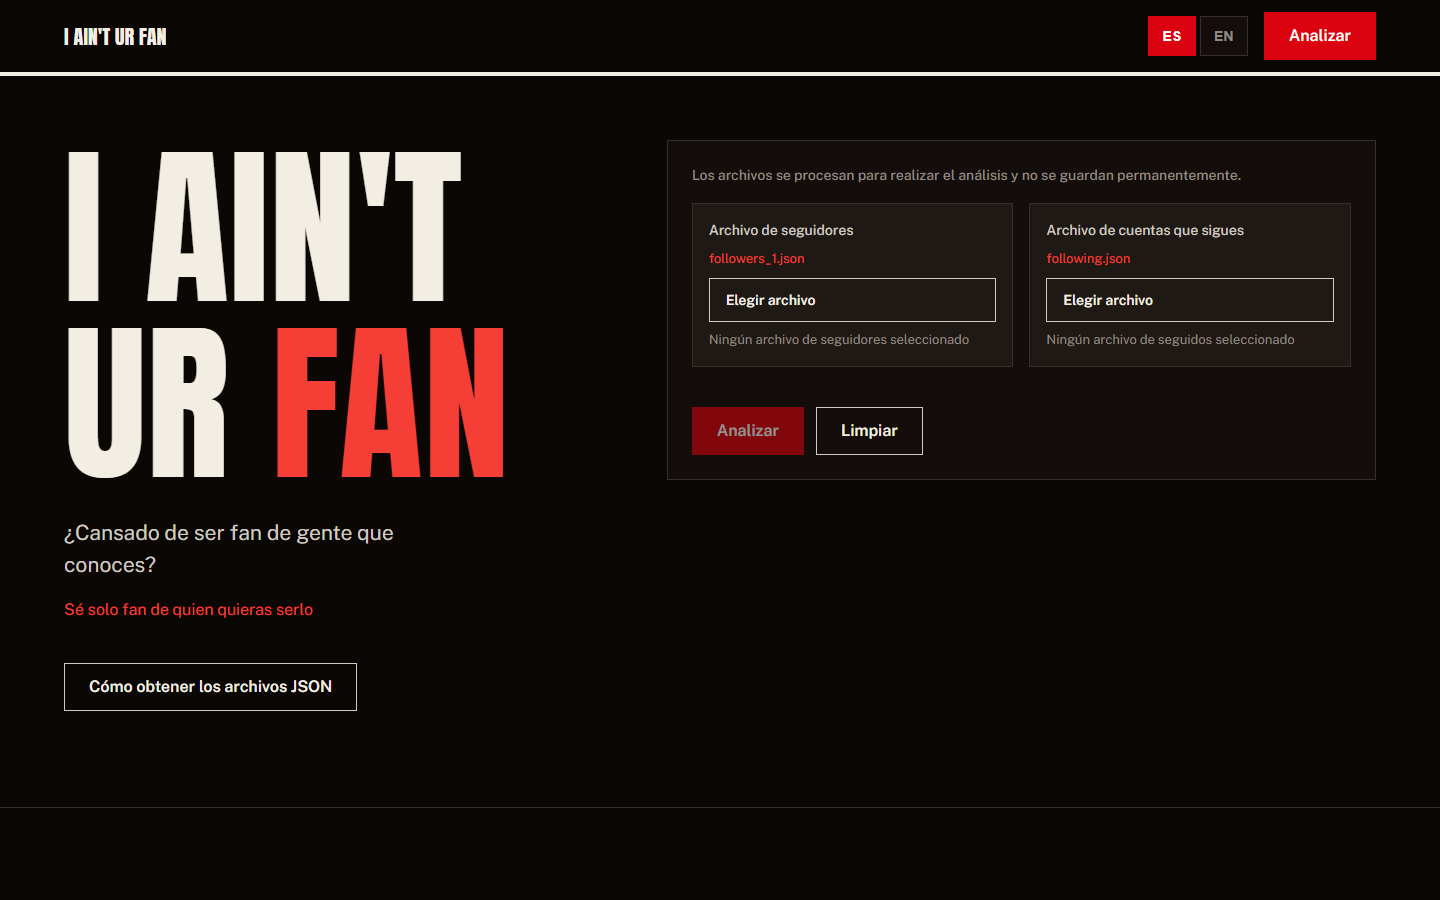 I AIN'T UR FAN
ES
EN
Analizar
I AIN'T
UR FAN
¿Cansado de ser fan de gente que
conoces?
Sé solo fan de quien quieras serlo
Cómo obtener los archivos JSON
Los archivos se procesan para realizar el análisis y no se guardan permanentemente.
Archivo de seguidores
followers_1.json
Elegir archivo
Ningún archivo de seguidores seleccionado
Archivo de cuentas que sigues
following.json
Elegir archivo
Ningún archivo de seguidos seleccionado
Analizar
Limpiar